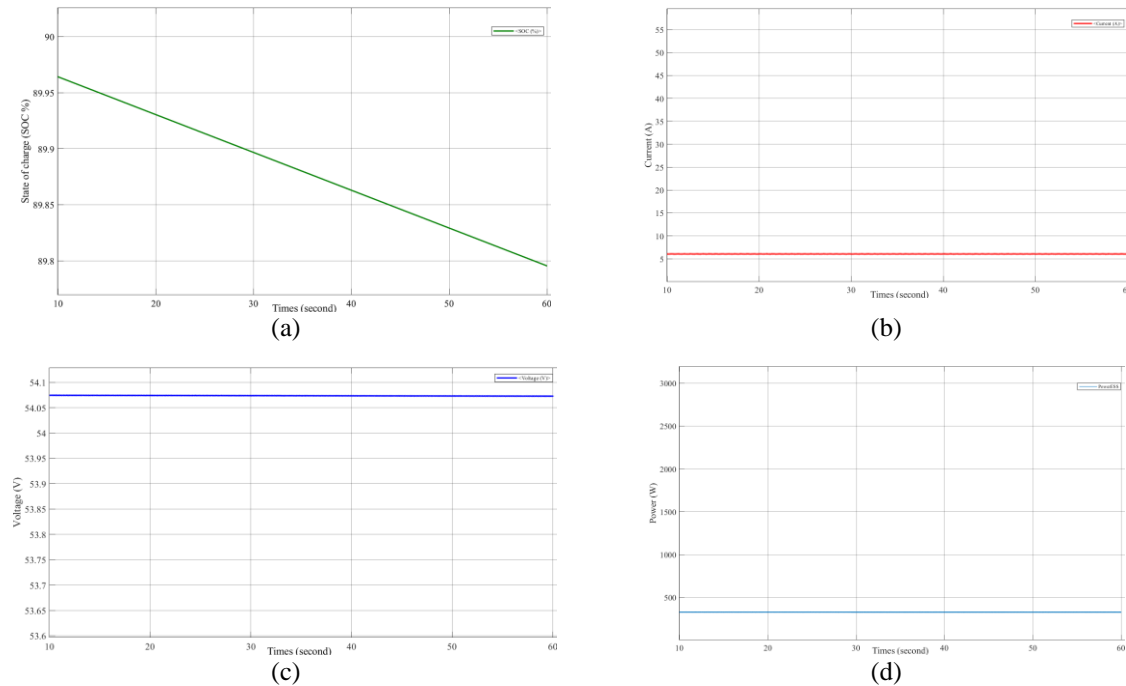 <SOC (%)>
90
89.95
89.9
89.85
89.8
State of charge (SOC %)
10 20 30 40 50 60
Times (second)
(a)
<Current (A)>
55
50
45
40
35
30
25
20
15
10
5
Current (A)
10 20 30 40 50 60
Times (second)
(b)
<Voltage (V)>
54.1
54.05
54
53.95
53.9
53.85
53.8
53.75
53.7
53.65
53.6
Voltage (V)
10 20 30 40 50 60
Times (second)
(c)
3000
2500
2000
1500
1000
500
Power (W)
10 20 30 40 50 60
Times (second)
(d)